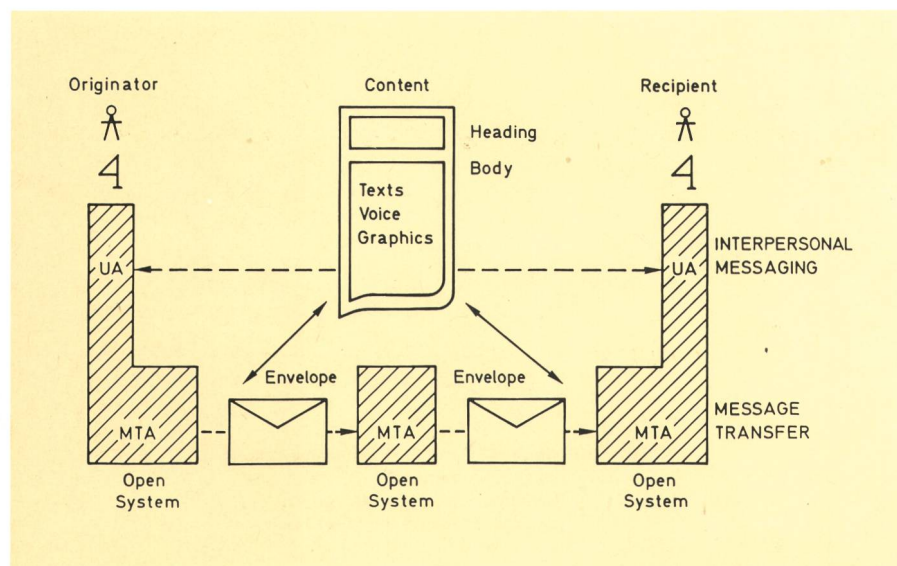 Originator
Content
Recipient
Heading
Body
Texts
Voice
Graphics
UA
UA
INTERPERSONAL
MESSAGING
Envelope
Envelope
MTA
MTA
MTA
MESSAGE
TRANSFER
Open
System
Open
System
Open
System